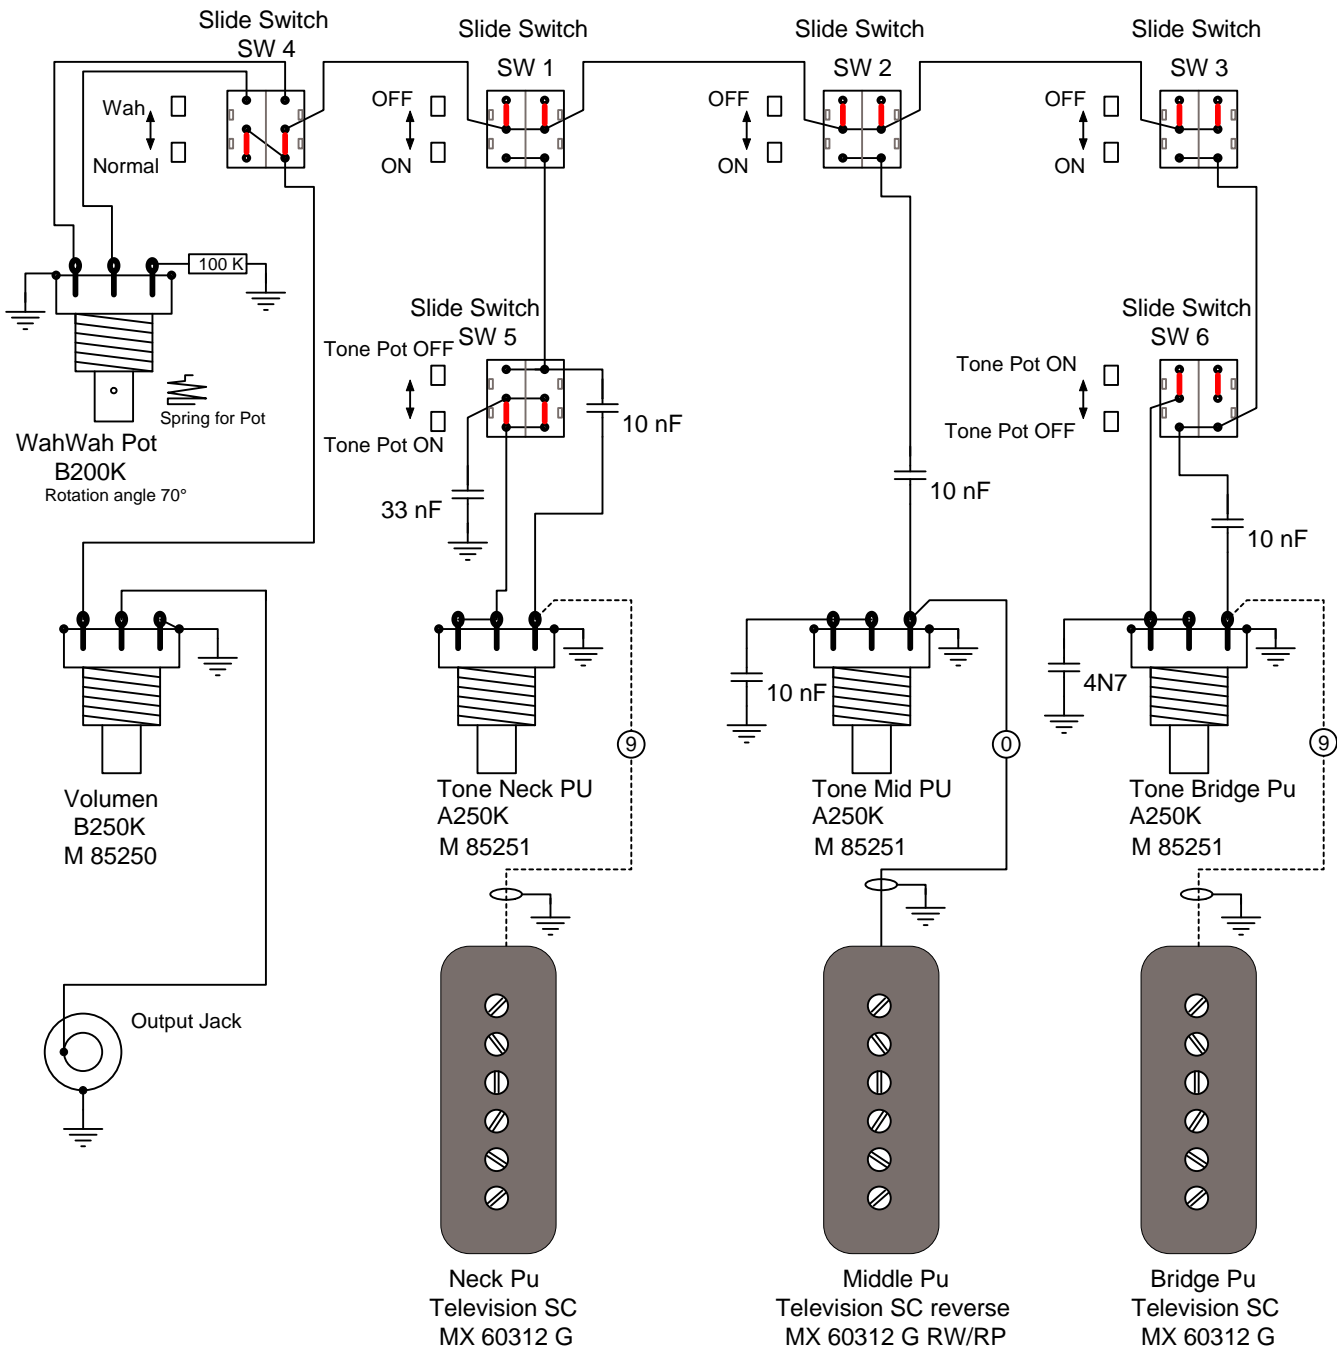 Slide Switch
SW 4
Slide Switch
SW 1
Slide Switch
SW 2
Slide Switch
SW 3
Wah
Normal
OFF
ON
OFF
ON
OFF
ON
100 K
Spring for Pot
WahWah Pot
B200K
Rotation angle 70°
Slide Switch
SW 5
Tone Pot OFF
Tone Pot ON
10 nF
33 nF
10 nF
Slide Switch
SW 6
Tone Pot ON
Tone Pot OFF
10 nF
10 nF
4N7
9
0
9
Volumen
B250K
M 85250
Tone Neck PU
A250K
M 85251
Tone Mid PU
A250K
M 85251
Tone Bridge Pu
A250K
M 85251
Output Jack
Neck Pu
Television SC
MX 60312 G
Middle Pu
Television SC reverse
MX 60312 G RW/RP
Bridge Pu
Television SC
MX 60312 G